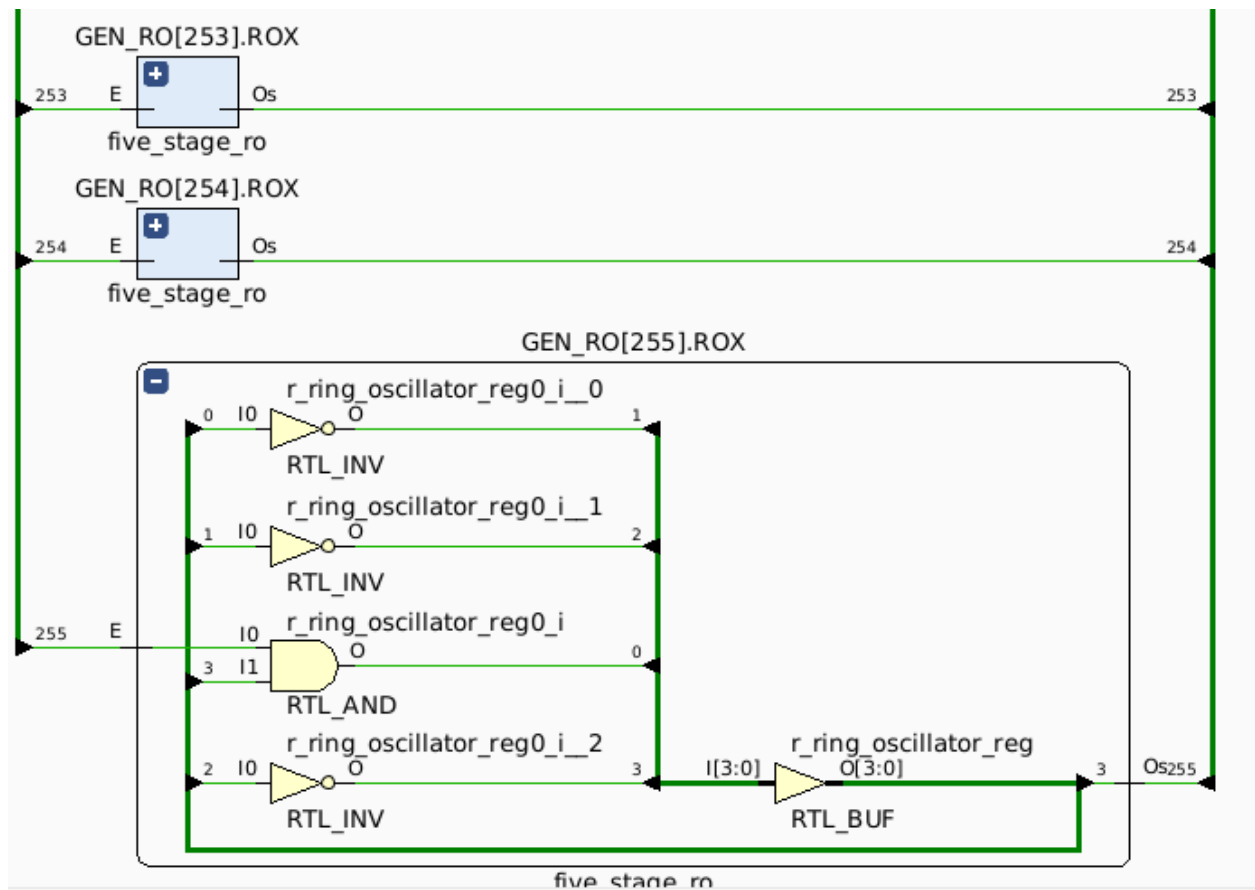 GEN_RO[253].ROX
253 E Os 253
five_stage_ro
GEN_RO[254].ROX
254 E Os 254
five_stage_ro
GEN_RO[255].ROX
r_ring_oscillator_reg0_i__0
0 I0 O 1
RTL_INV
r_ring_oscillator_reg0_i__1
1 I0 O 2
RTL_INV
r_ring_oscillator_reg0_i
255 E I0 O 0
3 I1
RTL_AND
r_ring_oscillator_reg0_i__2 r_ring_oscillator_reg
2 I0 O 3 I[3:0] O[3:0] 3 Os255
RTL_INV RTL_BUF
five_stage_ro